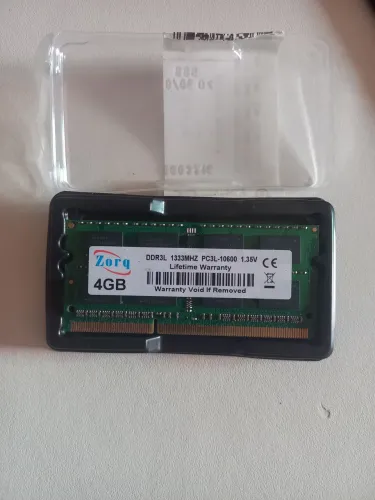 Zorq
4GB
DDR3L 1333MHZ PC3L-10600 1.35V
Lifetime Warranty
Warranty Void If Removed
CE